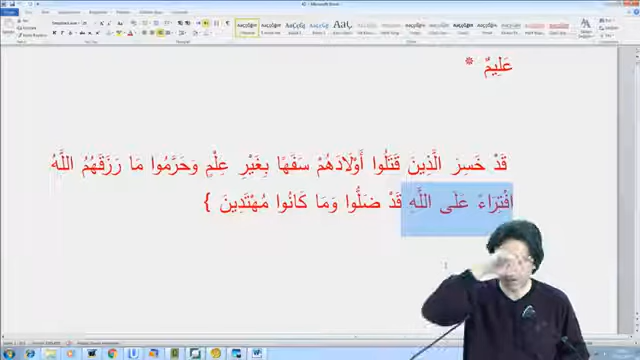 عَلِيمٌ *
قَدْ خَسِرَ الَّذِينَ قَتَلُوا أَوْلَادَهُمْ سَفَهًا بِغَيْرِ عِلْمٍ وَحَرَّمُوا مَا رَزَقَهُمُ اللَّهُ
افْتِرَاءً عَلَى اللَّهِ قَدْ ضَلُّوا وَمَا كَانُوا مُهْتَدِينَ }